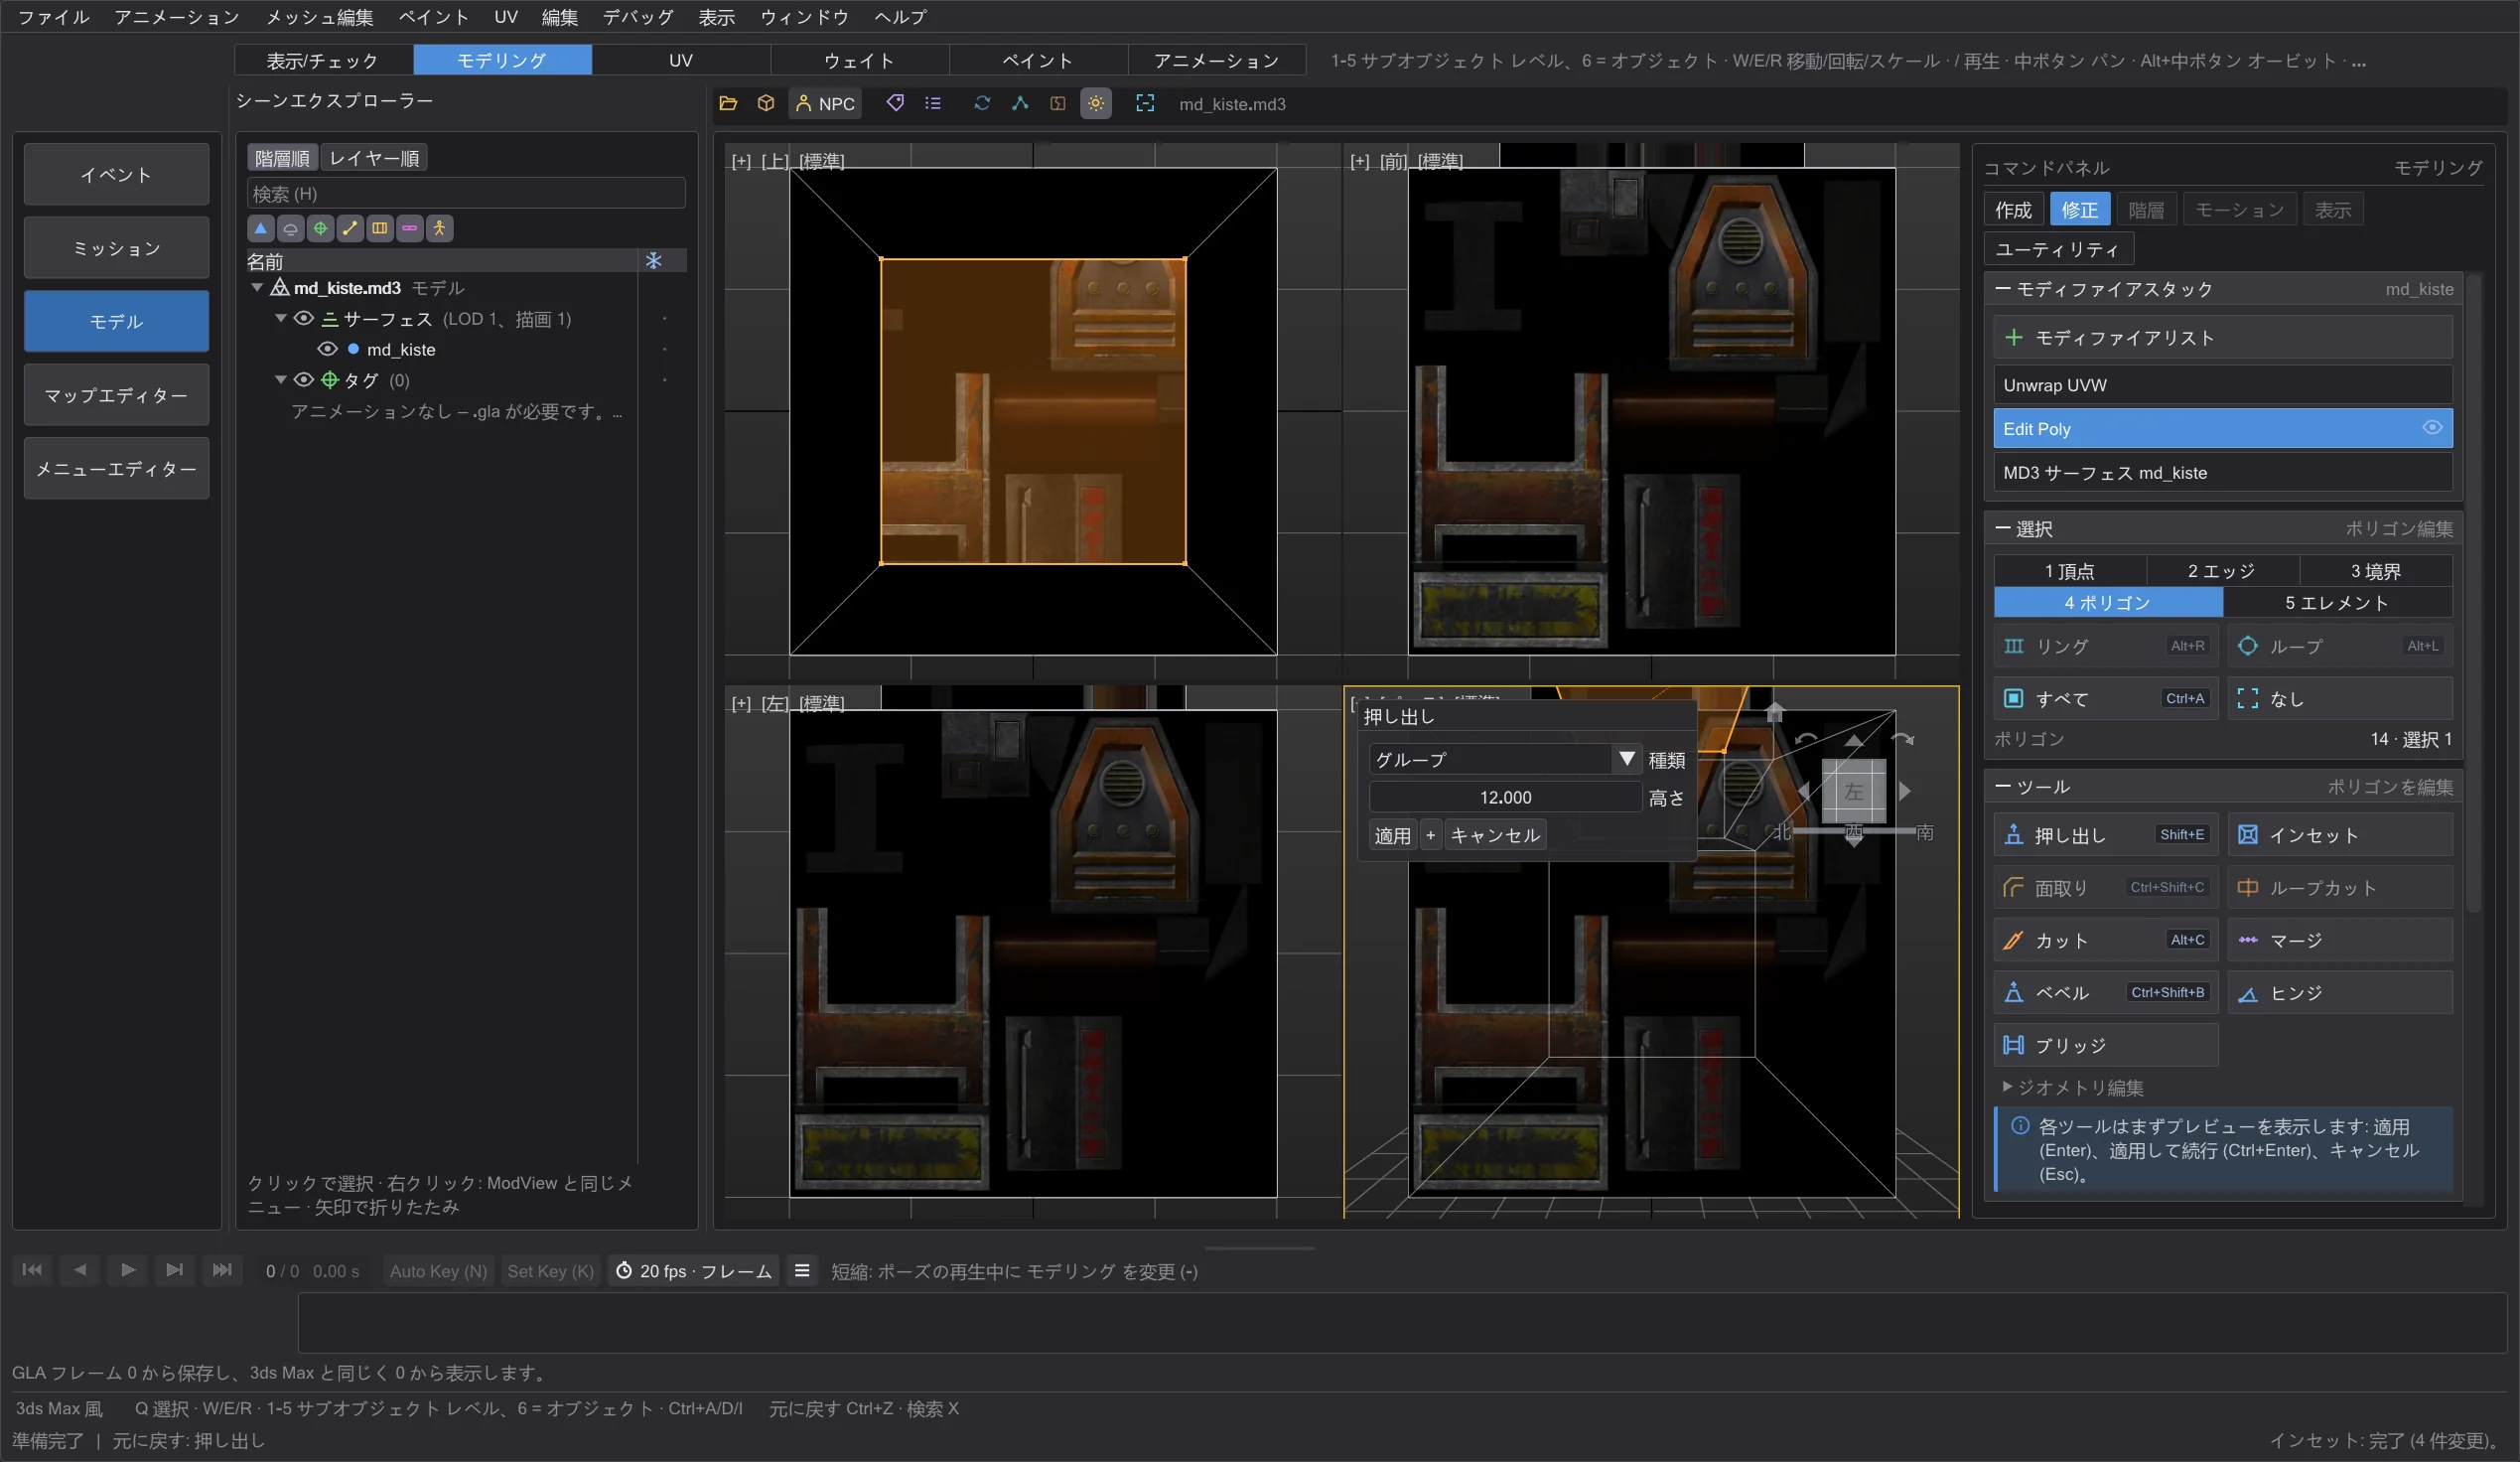 ファイル アニメーション メッシュ編集 ペイント UV 編集 デバッグ 表示 ウィンドウ ヘルプ
表示/チェック モデリング UV ウェイト ペイント アニメーション 1-5 サブオブジェクト レベル、6 = オブジェクト · W/E/R 移動/回転/スケール · / 再生 · 中ボタン パン · Alt+中ボタン オービット · ...
シーンエクスプローラー
NPC md_kiste.md3
イベント
ミッション
モデル
マップエディター
メニューエディター
階層順 レイヤー順
検索 (H)
名前
md_kiste.md3 モデル
サーフェス (LOD 1、描画 1)
md_kiste
タグ (0)
アニメーションなし – .gla が必要です。...
クリックで選択 · 右クリック: ModView と同じメ
ニュー · 矢印で折りたたみ
[+] [上] [標準]
[+] [前] [標準]
[+] [左] [標準]
押し出し
グループ 種類
12.000 高さ
適用 + キャンセル
左
北 西 南
コマンドパネル モデリング
作成 修正 階層 モーション 表示
ユーティリティ
モディファイアスタック md_kiste
モディファイアリスト
Unwrap UVW
Edit Poly
MD3 サーフェス md_kiste
選択 ポリゴン編集
1 頂点 2 エッジ 3 境界
4 ポリゴン 5 エレメント
リング Alt+R ループ Alt+L
すべて Ctrl+A なし
ポリゴン 14 · 選択 1
ツール ポリゴンを編集
押し出し Shift+E インセット
面取り Ctrl+Shift+C ループカット
カット Alt+C マージ
ベベル Ctrl+Shift+B ヒンジ
ブリッジ
ジオメトリ編集
各ツールはまずプレビューを表示します: 適用
(Enter)、適用して続行 (Ctrl+Enter)、キャンセル
(Esc)。
0 / 0 0.00 s Auto Key (N) Set Key (K) 20 fps · フレーム 短縮: ポーズの再生中に モデリング を変更 (-)
GLA フレーム 0 から保存し、3ds Max と同じく 0 から表示します。
3ds Max 風 Q 選択 · W/E/R · 1-5 サブオブジェクト レベル、6 = オブジェクト · Ctrl+A/D/I 元に戻す Ctrl+Z · 検索 X
準備完了 | 元に戻す: 押し出し インセット: 完了 (4 件変更)。